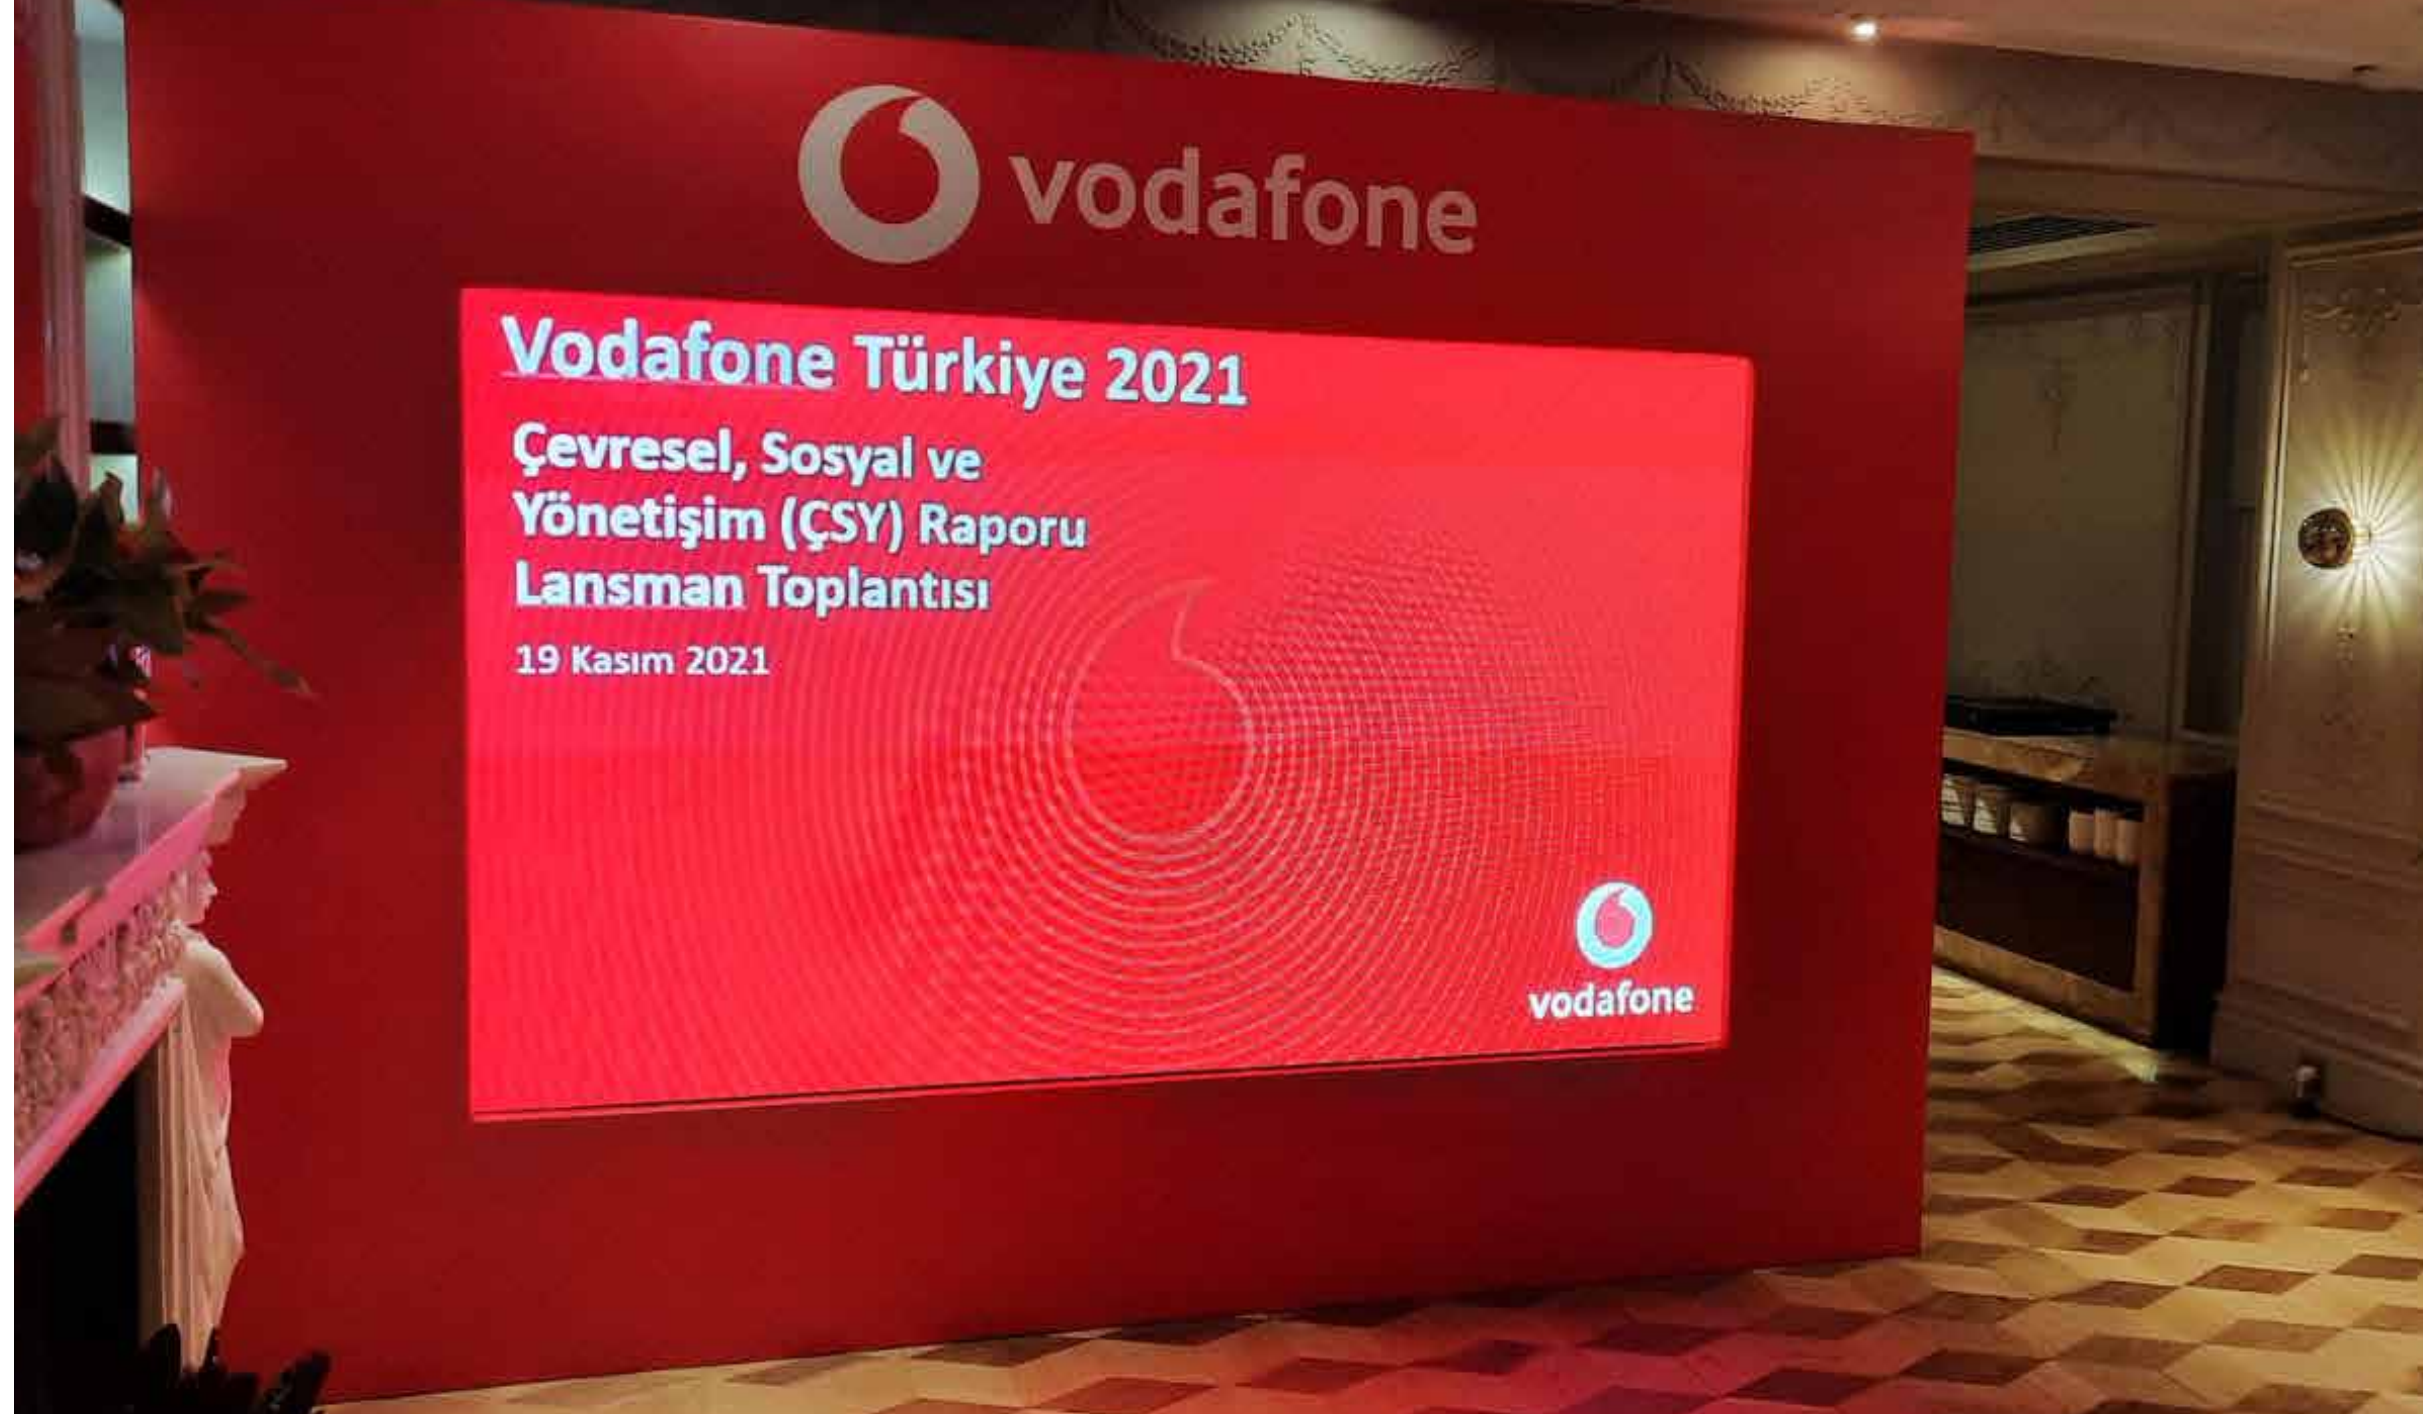 vodafone
Vodafone Türkiye 2021
Çevresel, Sosyal ve
Yönetişim (ÇSY) Raporu
Lansman Toplantısı
19 Kasım 2021
vodafone